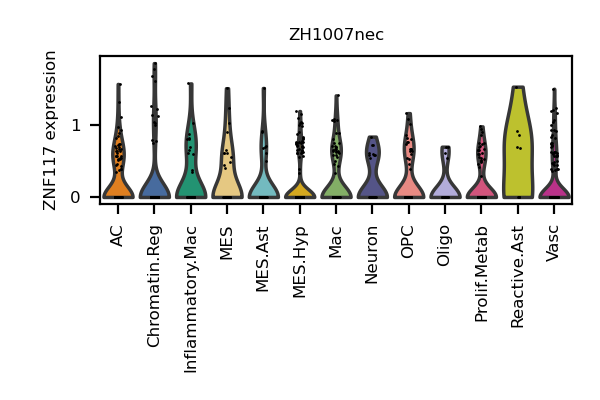 ZH1007nec
ZNF117 expression
1
0
AC
Chromatin.Reg
Inflammatory.Mac
MES
MES.Ast
MES.Hyp
Mac
Neuron
OPC
Oligo
Prolif.Metab
Reactive.Ast
Vasc